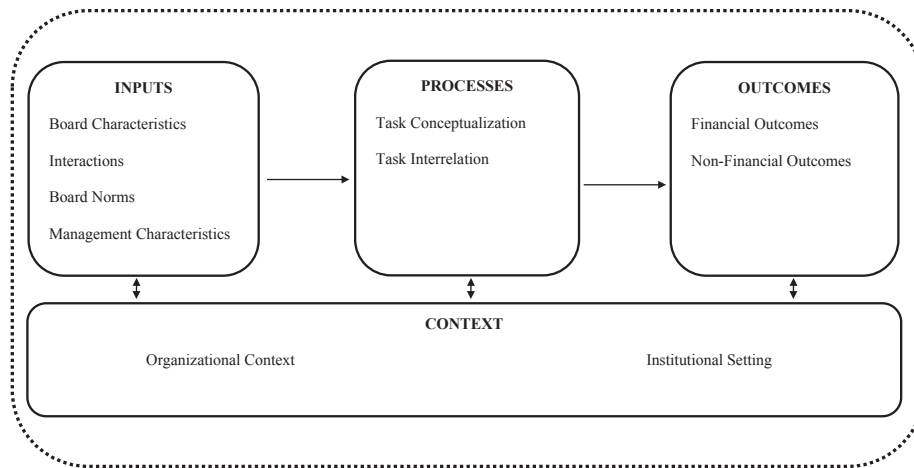 INPUTS
Board Characteristics
Interactions
Board Norms
Management Characteristics
PROCESSES
Task Conceptualization
Task Interrelation
OUTCOMES
Financial Outcomes
Non-Financial Outcomes
CONTEXT
Organizational Context
Institutional Setting